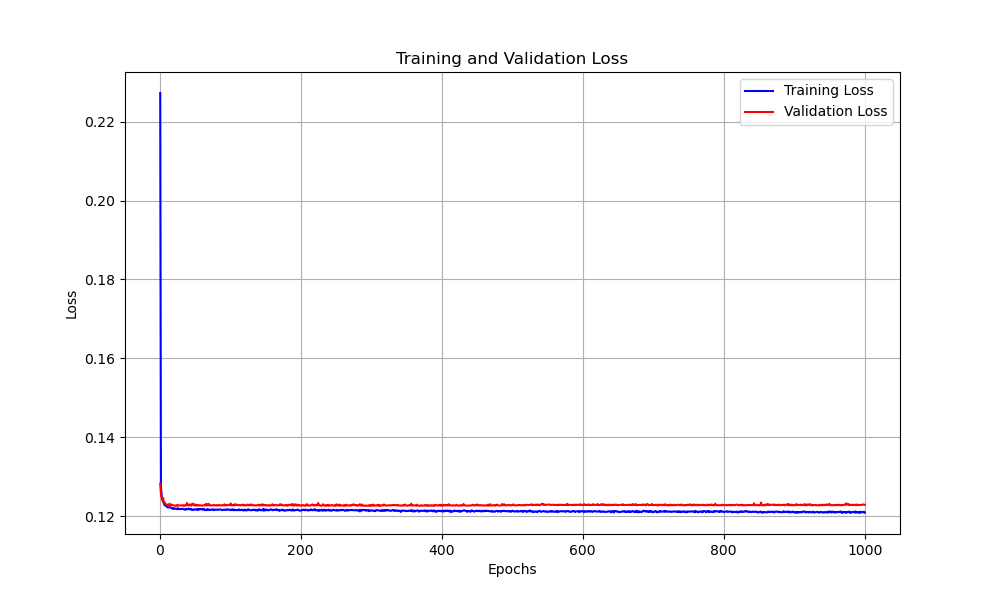 Training and Validation Loss
Training Loss
Validation Loss
0.22
0.20
0.18
0.16
0.14
0.12
Loss
0 200 400 600 800 1000
Epochs